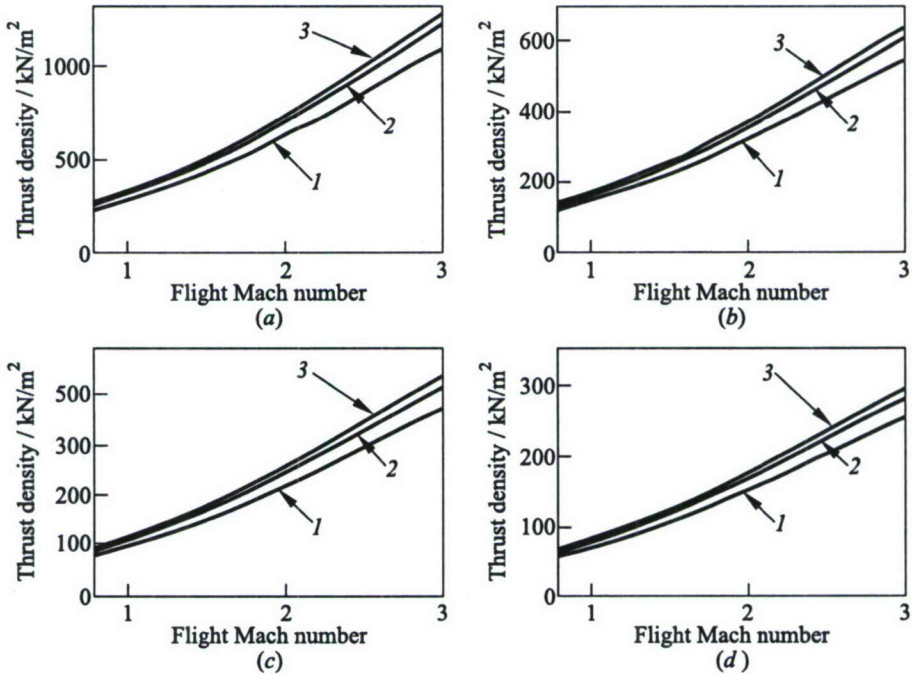 Thrust density / kN/m²
1000
500
0
3
2
1
1 2 3
Flight Mach number
(a)
Thrust density / kN/m²
600
400
200
0
3
2
1
1 2 3
Flight Mach number
(b)
Thrust density / kN/m²
500
300
200
100
0
3
2
1
1 2 3
Flight Mach number
(c)
Thrust density / kN/m²
300
200
100
0
3
2
1
1 2 3
Flight Mach number
(d)